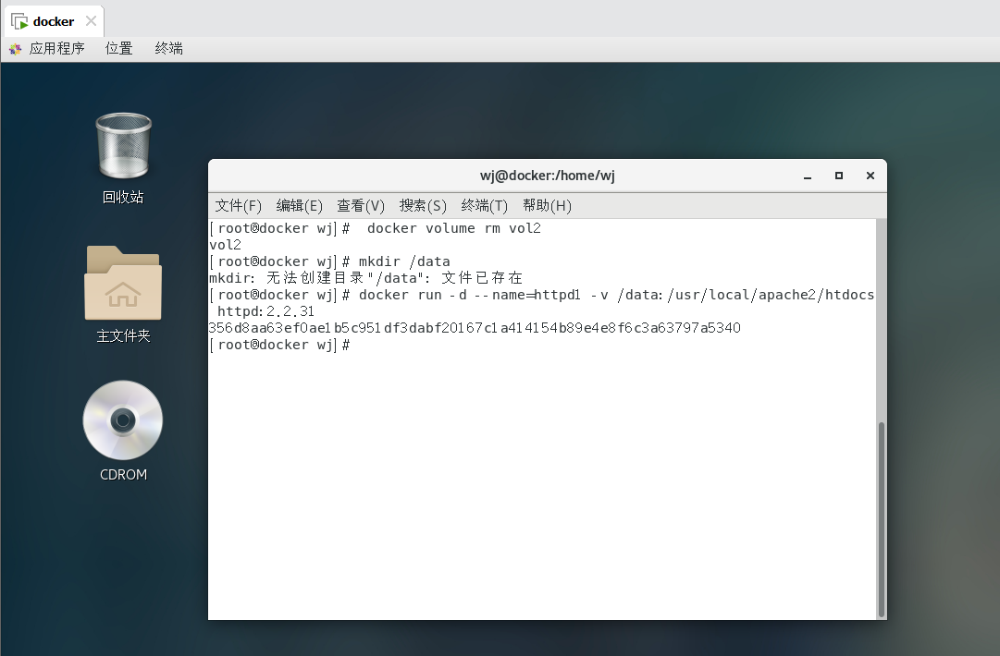 docker
应用程序 位置 终端
回收站
主文件夹
CDROM
wj@docker:/home/wj
文件(F) 编辑(E) 查看(V) 搜索(S) 终端(T) 帮助(H)
[root@docker wj]#  docker volume rm vol2
vol2
[root@docker wj]# mkdir /data
mkdir: 无法创建目录"/data": 文件已存在
[root@docker wj]# docker run -d --name=httpd1 -v /data:/usr/local/apache2/htdocs
 httpd:2.2.31
356d8aa63ef0ae1b5c951df3dabf20167c1a414154b89e4e8f6c3a63797a5340
[root@docker wj]#